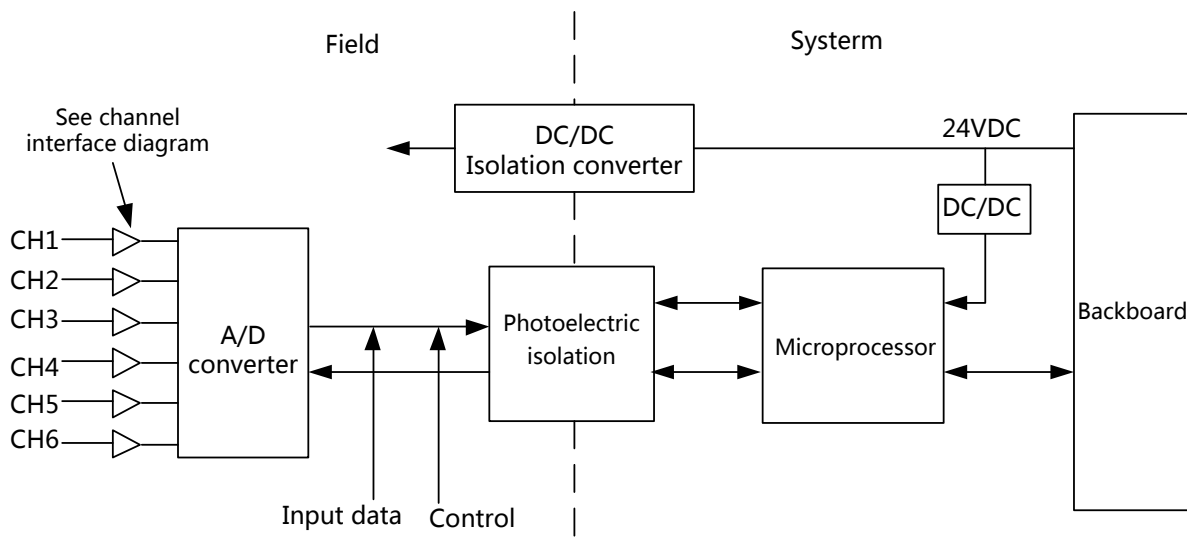 Field
Systerm
See channel
interface diagram
DC/DC
Isolation converter
24VDC
DC/DC
CH1
CH2
CH3
CH4
CH5
CH6
A/D
converter
Photoelectric
isolation
Microprocessor
Backboard
Input data
Control